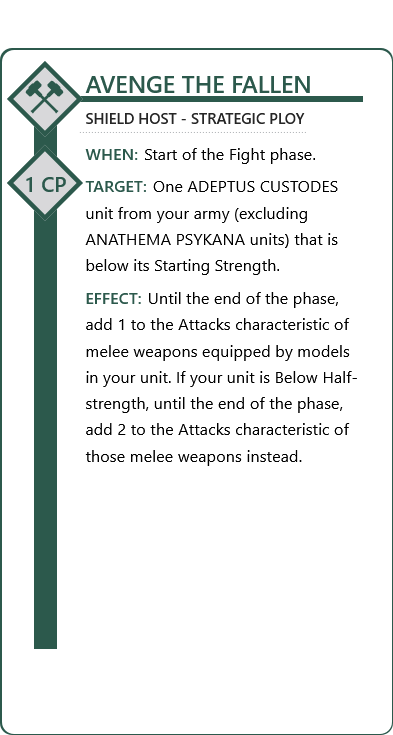 AVENGE THE FALLEN
SHIELD HOST - STRATEGIC PLOY
1 CP
WHEN: Start of the Fight phase.
TARGET: One ADEPTUS CUSTODES
unit from your army (excluding
ANATHEMA PSYKANA units) that is
below its Starting Strength.
EFFECT: Until the end of the phase,
add 1 to the Attacks characteristic of
melee weapons equipped by models
in your unit. If your unit is Below Half-
strength, until the end of the phase,
add 2 to the Attacks characteristic of
those melee weapons instead.